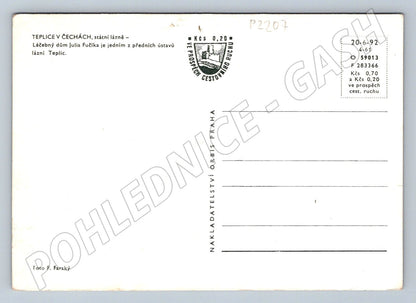 P2207
TEPLICE V ČECHÁCH, státní lázně –
Léčebný dům Julia Fučíka je jedním z předních ústavů
lázní Teplic.
Kčs 0,20
VE PROSPĚCH CESTOVNÍHO RUCHU
20-6-92
4·65
O 59013
F 283366
Kčs 0,70
a Kčs 0,20
ve prospěch
cest. ruchu
NAKLADATELSTVÍ ORBIS PRAHA
POHLEDNICE - GASH
Foto F. Ferský